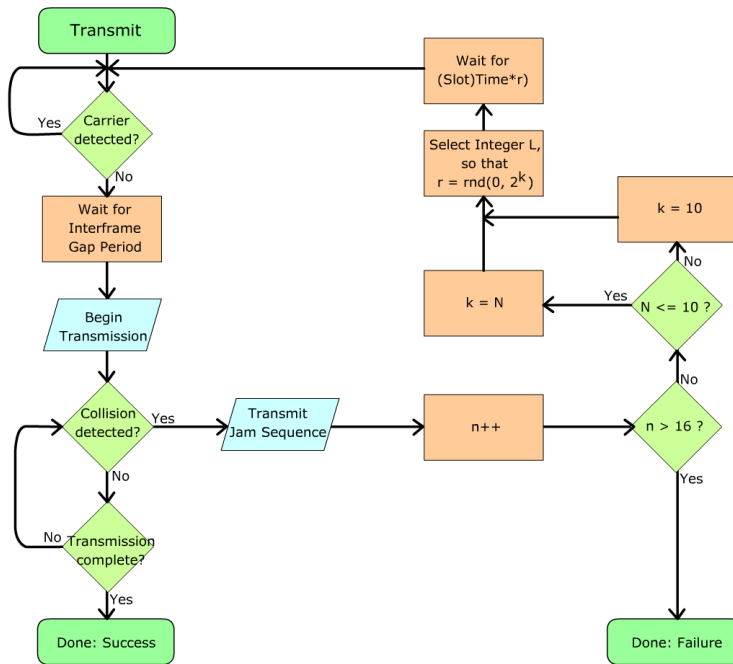 Transmit
Wait for
(Slot)Time*r)
Yes
Carrier
detected?
No
Select Integer L,
so that
r = rnd(0, 2^k)
Wait for
Interframe
Gap Period
k = 10
No
Begin
Transmission
k = N
Yes
N <= 10 ?
No
Collision
detected?
Yes
Transmit
Jam Sequence
n++
n > 16 ?
No
Yes
No
Transmission
complete?
Yes
Done: Success
Done: Failure